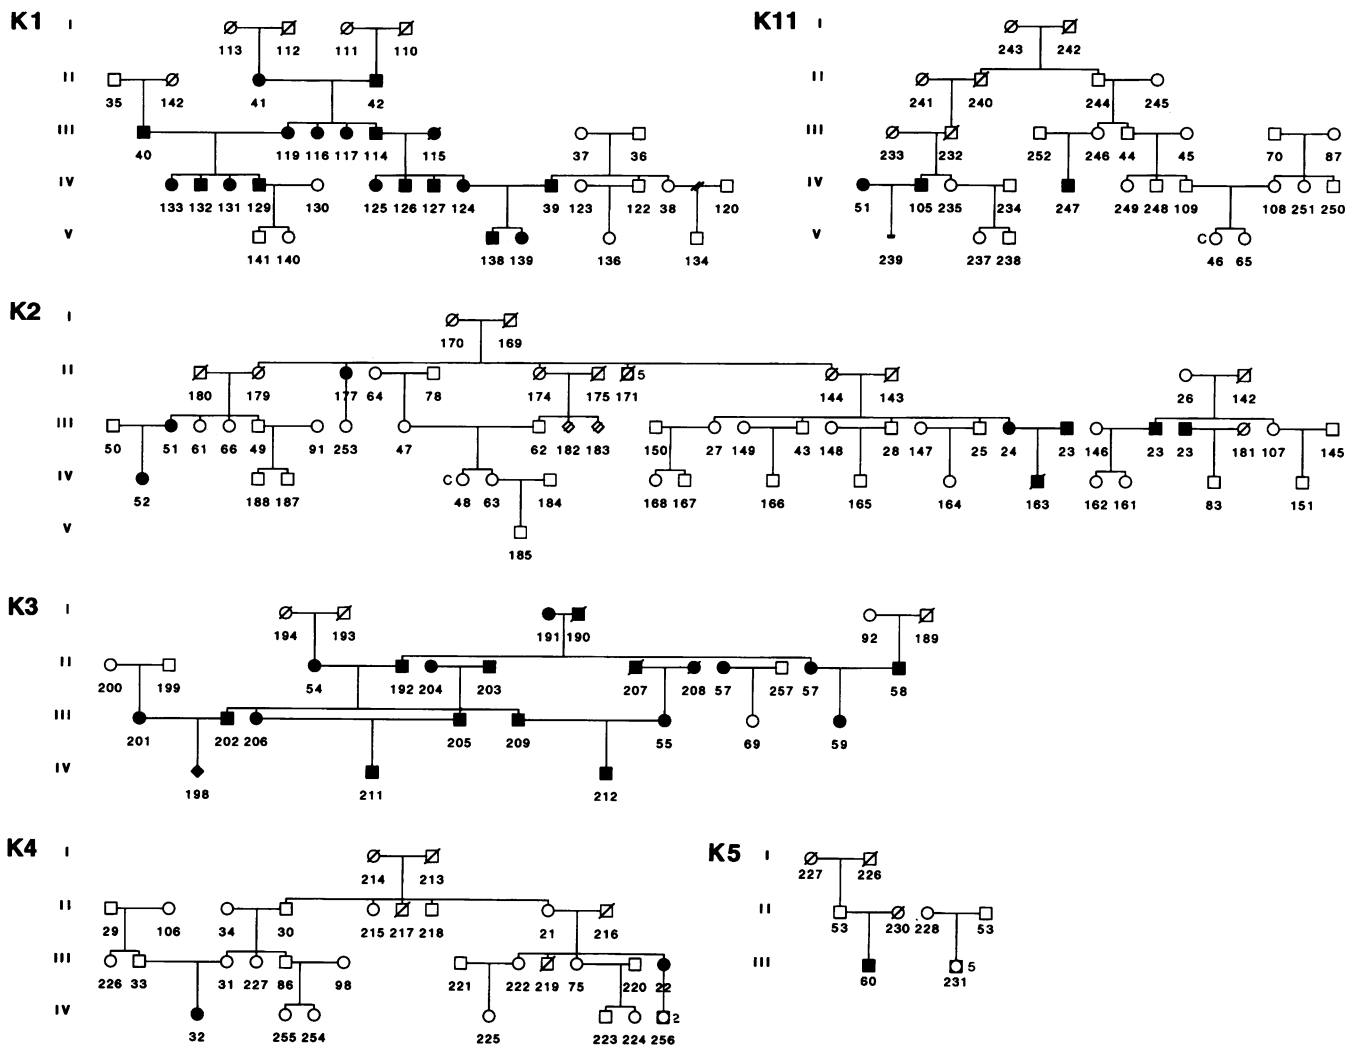 K1 I K11 I
113 112 111 110 243 242
II II
35 142 41 42 241 240 244 245
III III
40 119 116 117 114 115 37 36 233 232 252 246 44 45 70 87
IV IV
133 132 131 129 130 125 126 127 124 39 123 122 38 120 51 105 235 234 247 249 248 109 108 251 250
V V C
141 140 138 139 136 134 239 237 238 46 65
K2 I
170 169
II 5
180 179 177 64 78 174 175 171 144 143 26 142
III
50 51 61 66 49 91 253 47 62 182 183 150 27 149 43 148 28 147 25 24 23 146 23 23 181 107 145
IV C
52 188 187 48 63 184 168 167 166 165 164 163 162 161 83 151
V
185
K3 I
194 193 191 190 92 189
II
200 199 54 192 204 203 207 208 57 257 57 58
III
201 202 206 205 209 55 69 59
IV
198 211 212
K4 I K5 I
214 213 227 226
II II
29 106 34 30 215 217 218 21 216 53 230 228 53
III III 5
226 33 31 227 86 98 221 222 219 75 220 22 60 231
IV 2
32 255 254 225 223 224 256